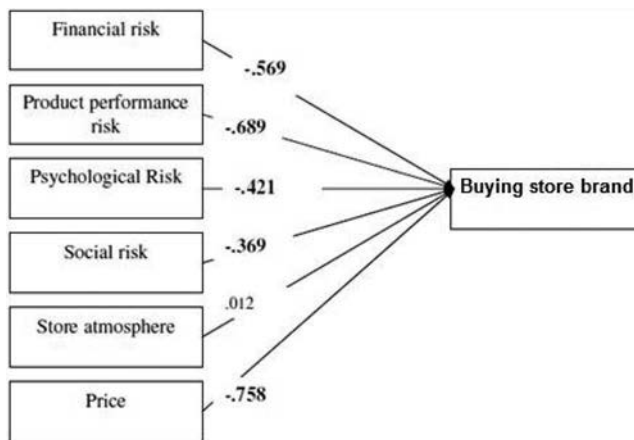 Financial risk
-.569
Product performance
risk
-.689
Psychological Risk
-.421
Buying store brand
Social risk
-.369
Store atmosphere
.012
Price
-.758